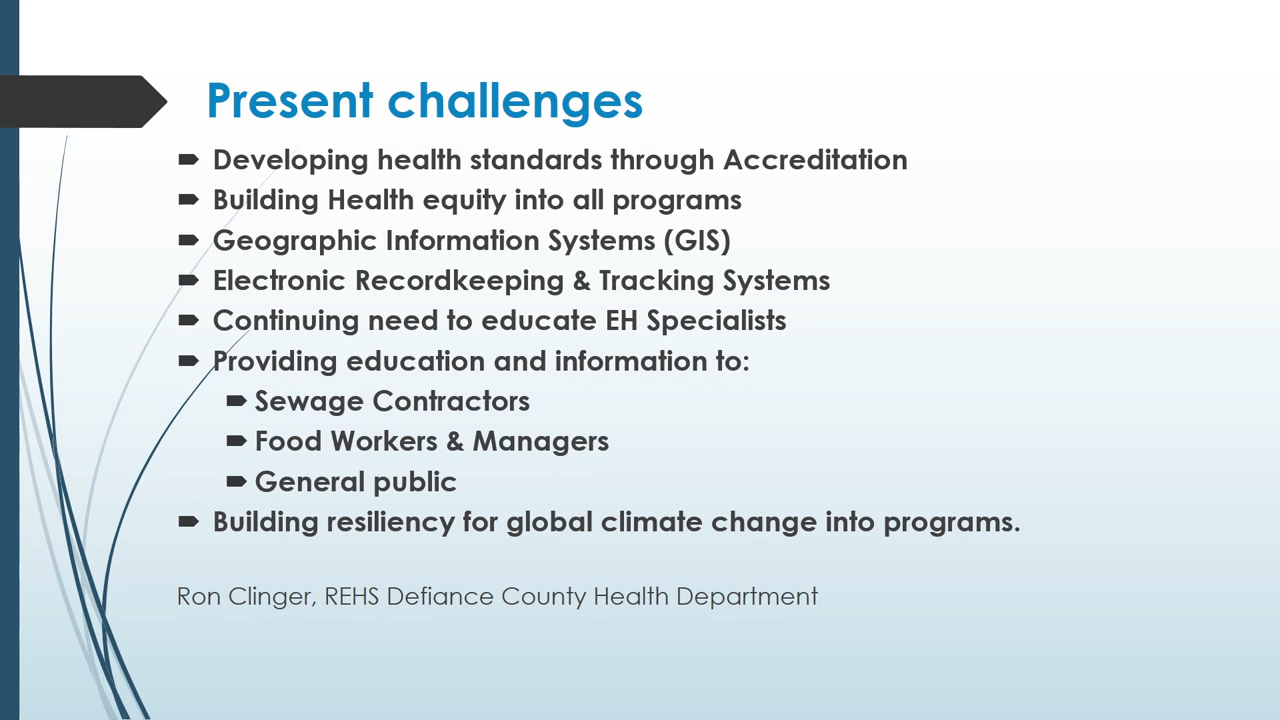 Present challenges
Developing health standards through Accreditation
Building Health equity into all programs
Geographic Information Systems (GIS)
Electronic Recordkeeping & Tracking Systems
Continuing need to educate EH Specialists
Providing education and information to:
Sewage Contractors
Food Workers & Managers
General public
Building resiliency for global climate change into programs.
Ron Clinger, REHS Defiance County Health Department